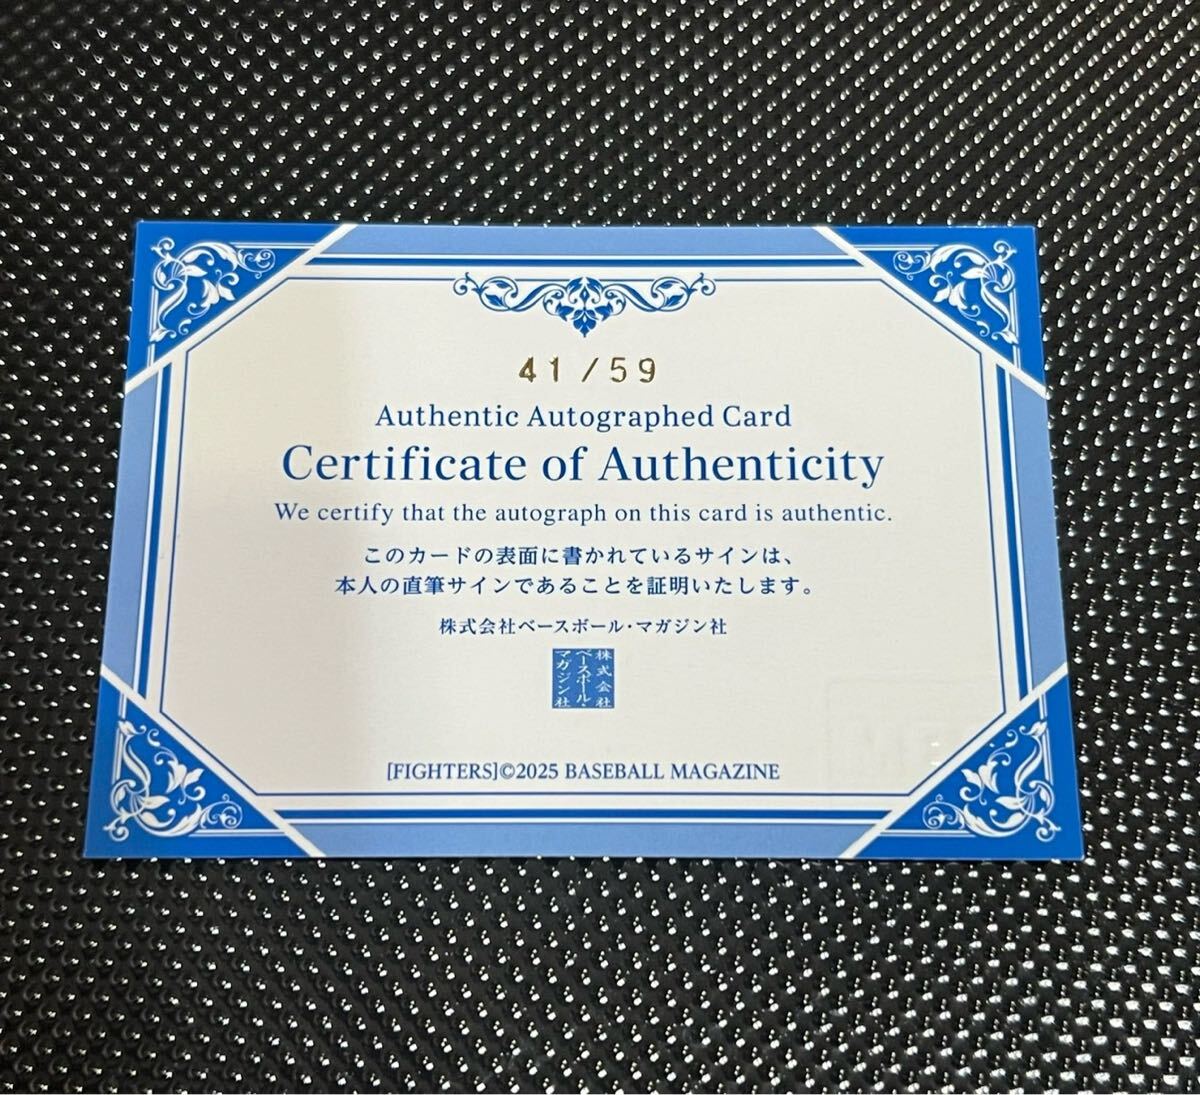 41/59
Authentic Autographed Card
Certificate of Authenticity
We certify that the autograph on this card is authentic.
このカードの表面に書かれているサインは、
本人の直筆サインであることを証明いたします。
株式会社ベースボール・マガジン社
株式会社
ベースボール・
マガジン社
[FIGHTERS]©2025 BASEBALL MAGAZINE